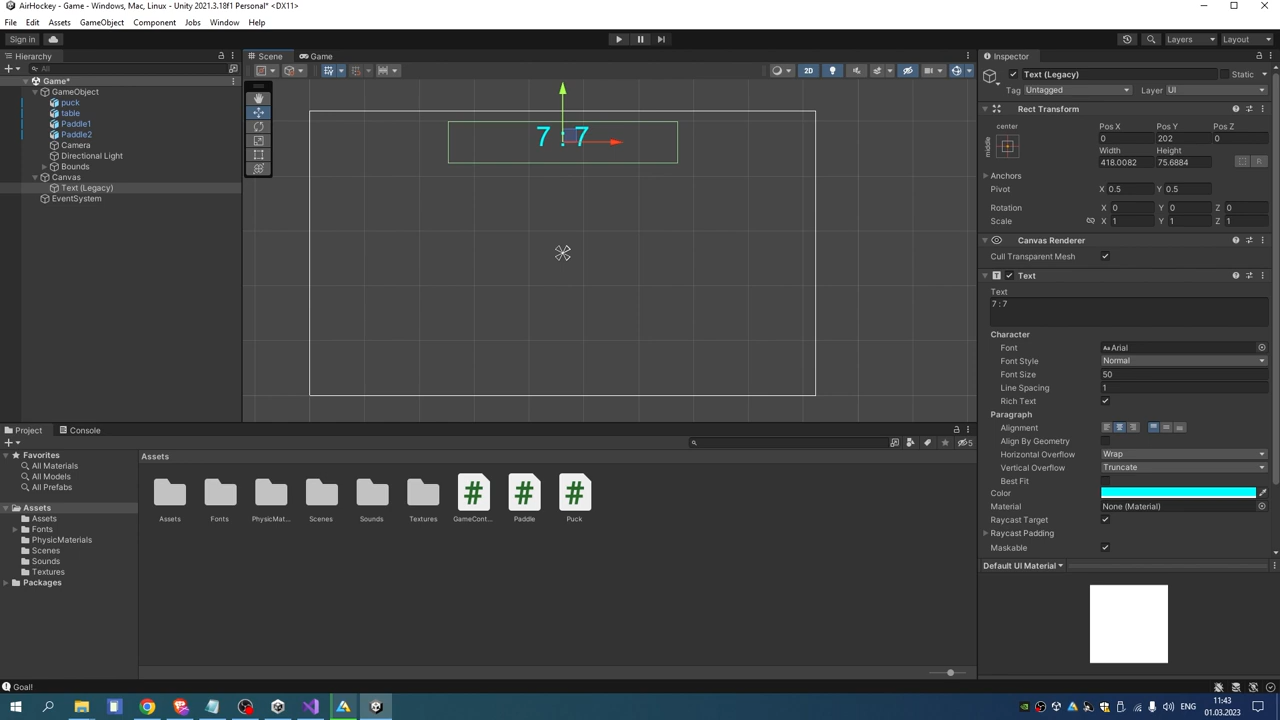 AirHockey - Game - Windows, Mac, Linux - Unity 2021.3.18f1 Personal* <DX11>
File Edit Assets GameObject Component Jobs Window Help
Sign in
Layers
Layout
Hierarchy
All
Game*
GameObject
puck
table
Paddle1
Paddle2
Camera
Directional Light
Bounds
Canvas
Text (Legacy)
EventSystem
Scene Game
2D
7 : 7
Inspector
Text (Legacy) Static
Tag Untagged Layer UI
Rect Transform
center
middle
Pos X Pos Y Pos Z
0 202 0
Width Height
418.0082 75.6884
R
Anchors
Pivot X 0.5 Y 0.5
Rotation X 0 Y 0 Z 0
Scale X 1 Y 1 Z 1
Canvas Renderer
Cull Transparent Mesh
Text
Text
7 : 7
Character
Font Aa Arial
Font Style Normal
Font Size 50
Line Spacing 1
Rich Text
Paragraph
Alignment
Align By Geometry
Horizontal Overflow Wrap
Vertical Overflow Truncate
Best Fit
Color
Material None (Material)
Raycast Target
Raycast Padding
Maskable
Default UI Material
Project Console
5
Favorites
All Materials
All Models
All Prefabs
Assets
Assets
Fonts
PhysicMaterials
Scenes
Sounds
Textures
Packages
Assets
Assets Fonts PhysicMat... Scenes Sounds Textures GameCont... Paddle Puck
Goal!
ENG
11:43
01.03.2023